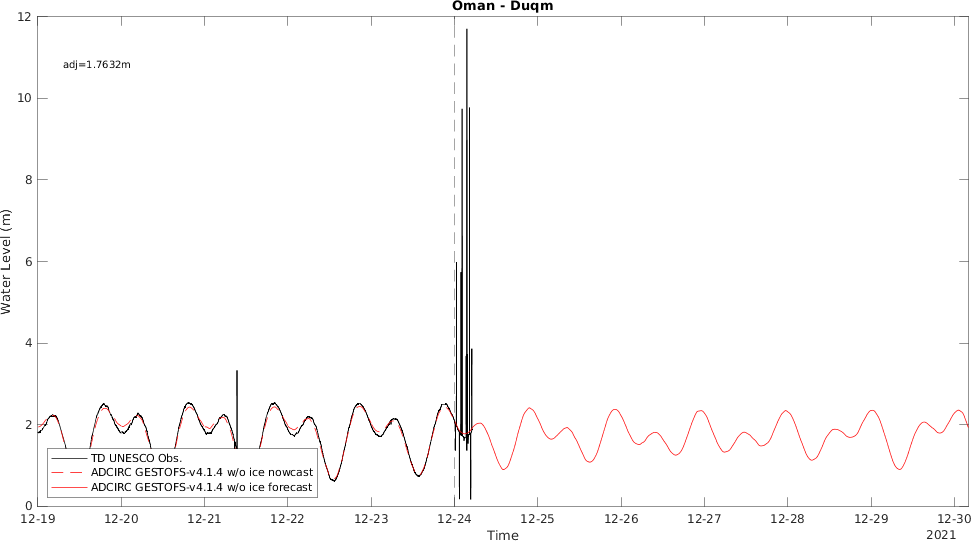 Oman - Duqm
12
10
8
6
4
2
0
Water Level (m)
adj=1.7632m
TD UNESCO Obs.
ADCIRC GESTOFS-v4.1.4 w/o ice nowcast
ADCIRC GESTOFS-v4.1.4 w/o ice forecast
12-19 12-20 12-21 12-22 12-23 12-24 12-25 12-26 12-27 12-28 12-29 12-30
Time
2021